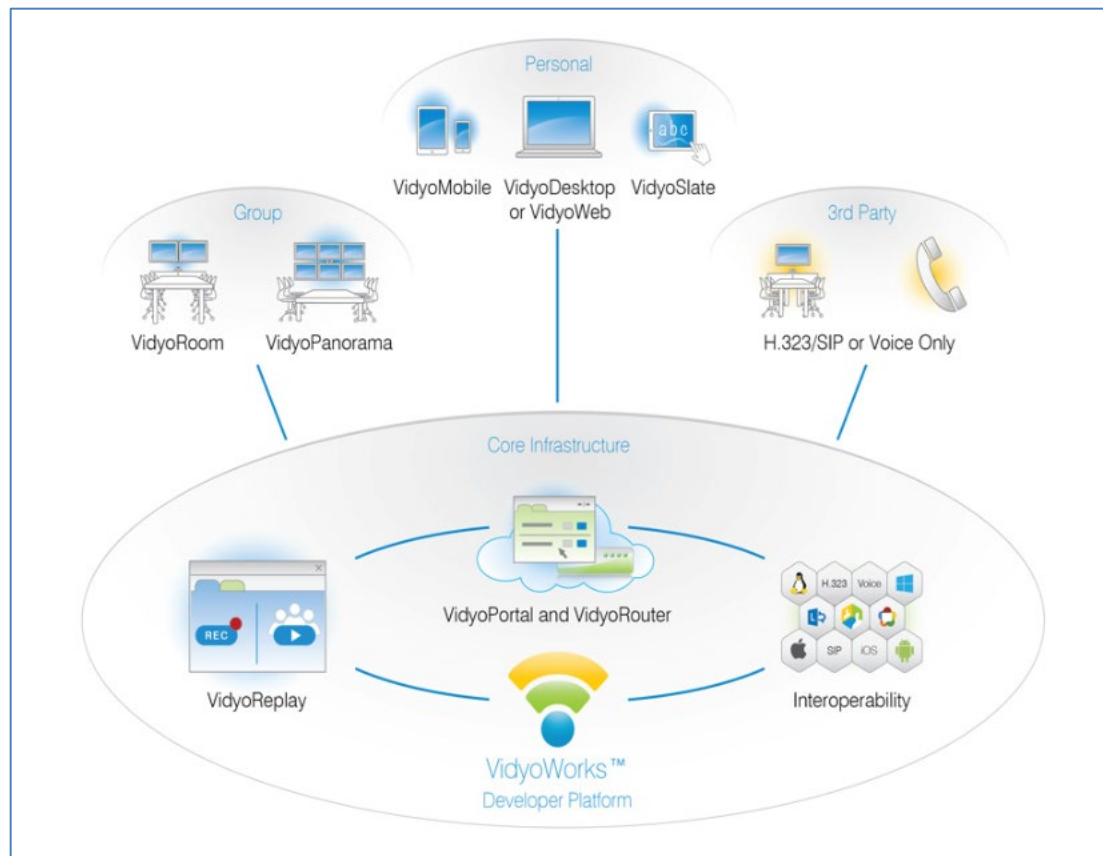 Personal
abc
VidyoMobile
VidyoDesktop
or VidyoWeb
VidyoSlate
Group
VidyoRoom
VidyoPanorama
3rd Party
H.323/SIP or Voice Only
Core Infrastructure
REC
VidyoReplay
VidyoPortal and VidyoRouter
H.323
Voice
SIP
iOS
Interoperability
VidyoWorks™
Developer Platform